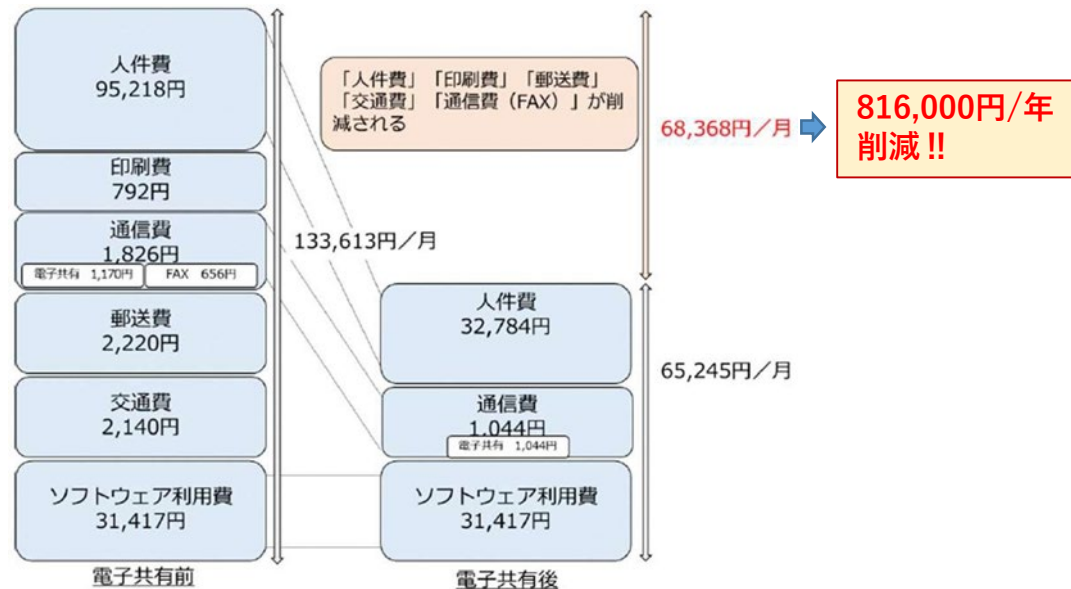 人件費
95,218円
印刷費
792円
通信費
1,826円
電子共有 1,170円
FAX 656円
郵送費
2,220円
交通費
2,140円
ソフトウェア利用費
31,417円
電子共有前
133,613円／月
「人件費」「印刷費」「郵送費」
「交通費」「通信費（FAX）」が削
減される
人件費
32,784円
通信費
1,044円
電子共有 1,044円
ソフトウェア利用費
31,417円
電子共有後
68,368円／月
65,245円／月
816,000円/年
削減‼